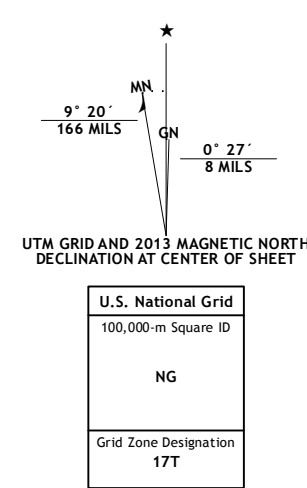 ★
MN
9° 20´
166 MILS
GN
0° 27´
8 MILS
UTM GRID AND 2013 MAGNETIC NORTH
DECLINATION AT CENTER OF SHEET
U.S. National Grid
100,000-m Square ID
NG
Grid Zone Designation
17T